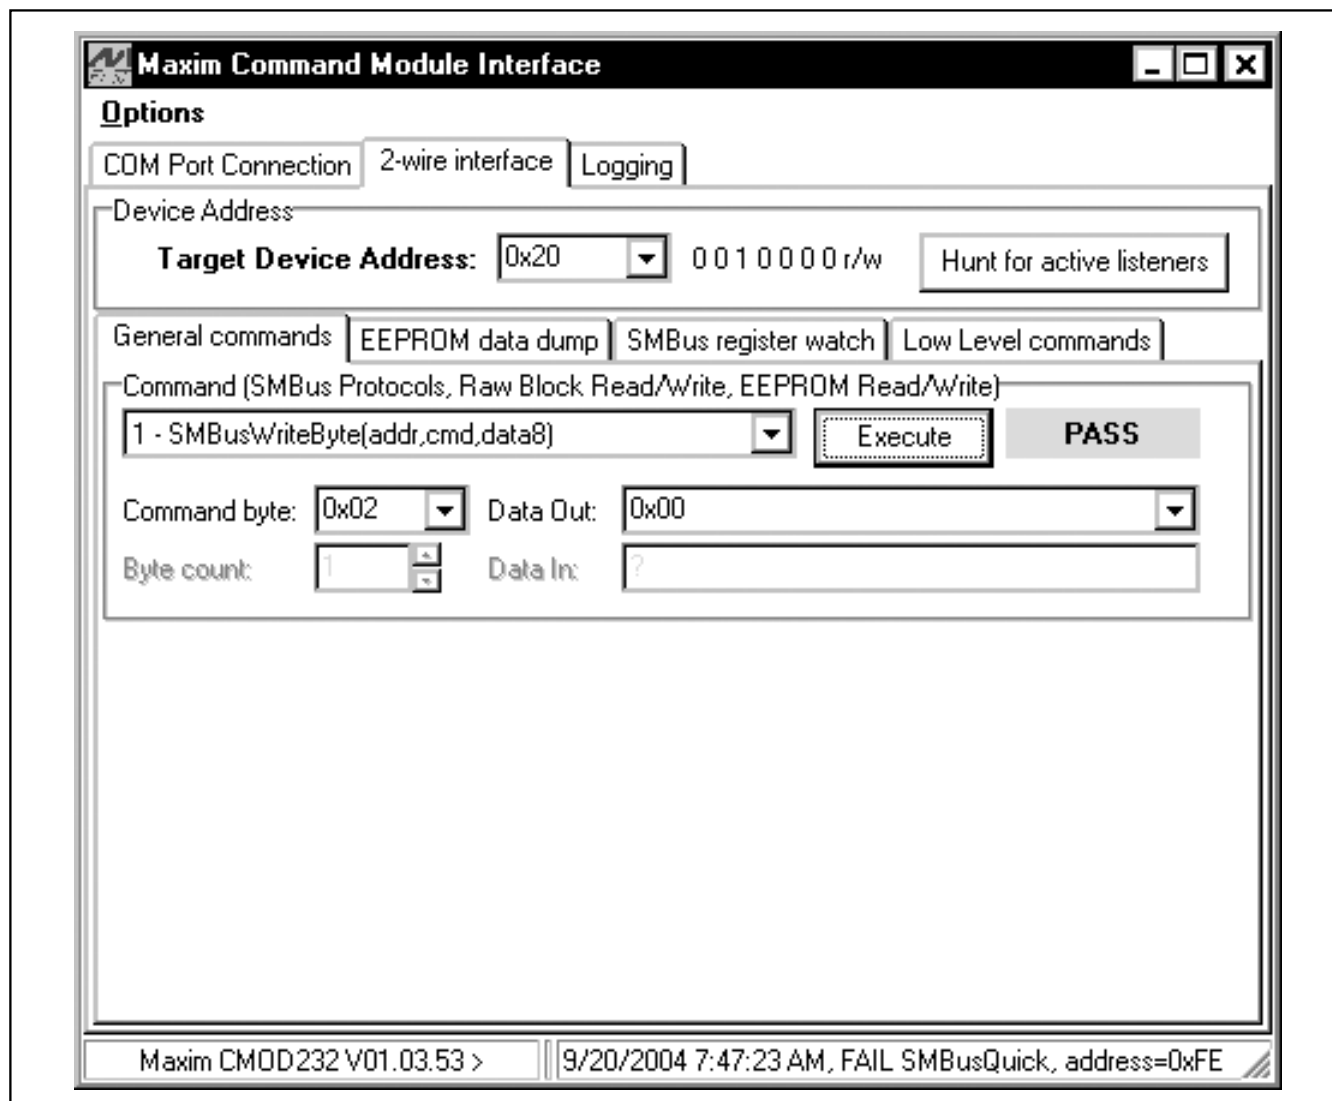 Maxim Command Module Interface
Options
COM Port Connection 2-wire interface Logging
Device Address
Target Device Address: 0x20 0 0 1 0 0 0 0 r/w Hunt for active listeners
General commands EEPROM data dump SMBus register watch Low Level commands
Command (SMBus Protocols, Raw Block Read/Write, EEPROM Read/Write)
1 - SMBusWriteByte(addr,cmd,data8) Execute PASS
Command byte: 0x02 Data Out: 0x00
Byte count: 1 Data In: ?
Maxim CMOD232 V01.03.53 > 9/20/2004 7:47:23 AM, FAIL SMBusQuick, address=0xFE